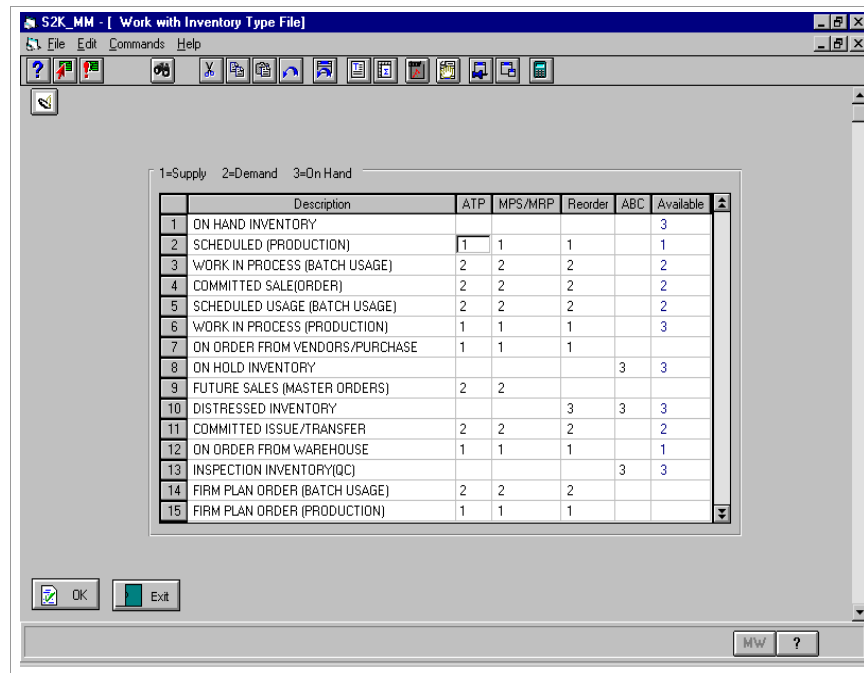 S2K_MM - [ Work with Inventory Type File]
File Edit Commands Help
1=Supply 2=Demand 3=On Hand
Description ATP MPS/MRP Reorder ABC Available
1 ON HAND INVENTORY 3
2 SCHEDULED (PRODUCTION) 1 1 1 1
3 WORK IN PROCESS (BATCH USAGE) 2 2 2 2
4 COMMITTED SALE(ORDER) 2 2 2 2
5 SCHEDULED USAGE (BATCH USAGE) 2 2 2 2
6 WORK IN PROCESS (PRODUCTION) 1 1 1 3
7 ON ORDER FROM VENDORS/PURCHASE 1 1 1
8 ON HOLD INVENTORY 3 3
9 FUTURE SALES (MASTER ORDERS) 2 2
10 DISTRESSED INVENTORY 3 3 3
11 COMMITTED ISSUE/TRANSFER 2 2 2 2
12 ON ORDER FROM WAREHOUSE 1 1 1 1
13 INSPECTION INVENTORY(QC) 3 3
14 FIRM PLAN ORDER (BATCH USAGE) 2 2 2
15 FIRM PLAN ORDER (PRODUCTION) 1 1 1
OK Exit
MW ?